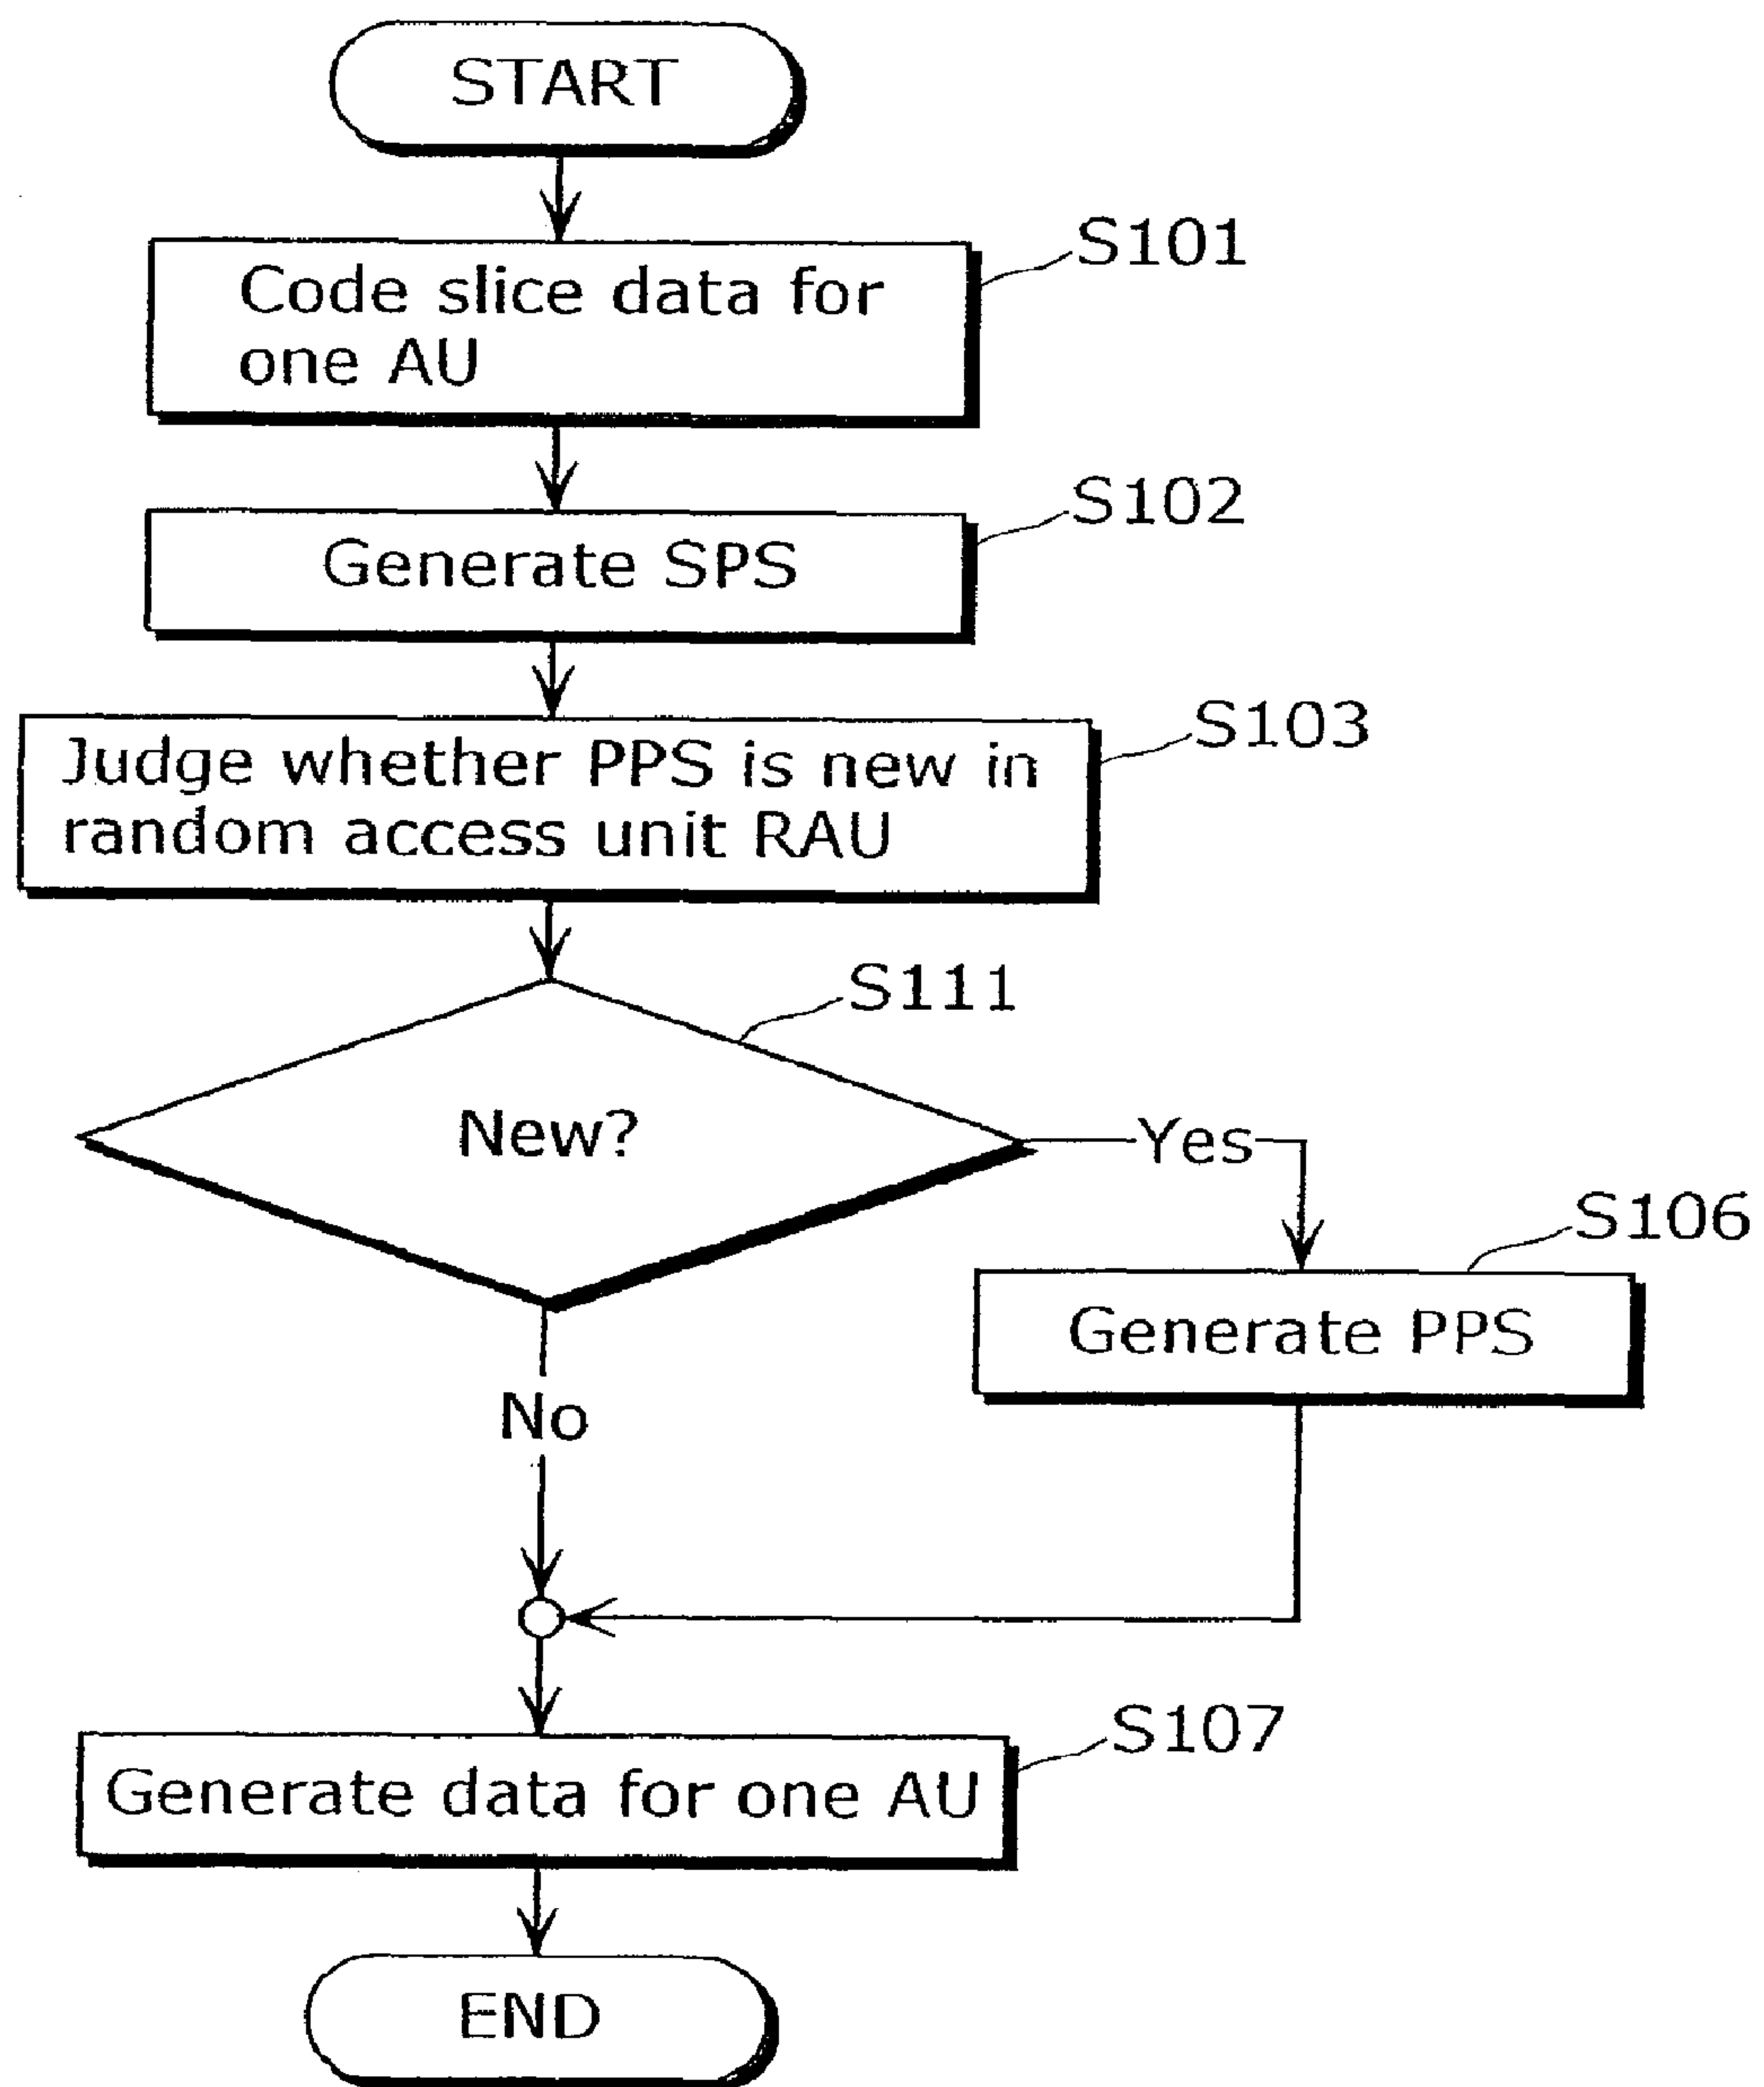 START
S101
Code slice data for
one AU
S102
Generate SPS
S103
Judge whether PPS is new in
random access unit RAU
S111
New?
Yes
S106
Generate PPS
No
S107
Generate data for one AU
END